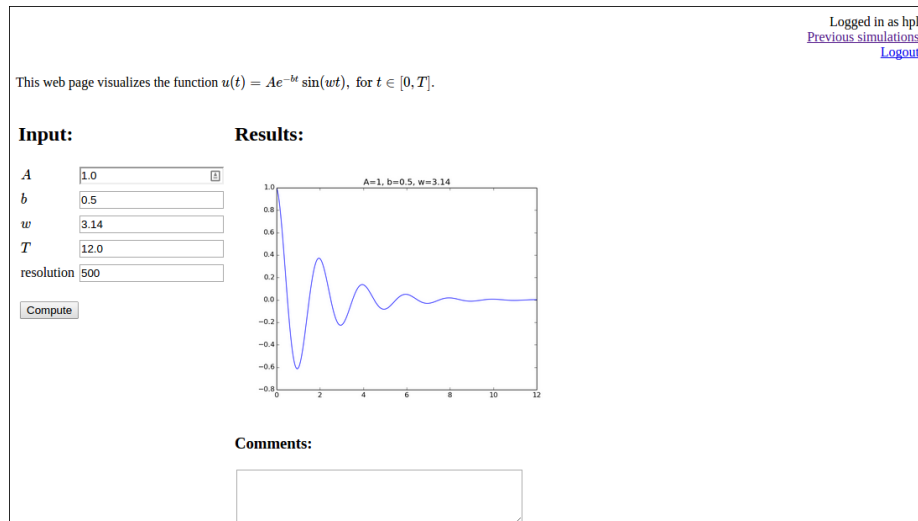 Logged in as hpl
Previous simulations
Logout
This web page visualizes the function u(t) = Ae^{-bt} sin(wt), for t ∈ [0, T].
Input:
A 1.0
b 0.5
w 3.14
T 12.0
resolution 500
Compute
Results:
A=1, b=0.5, w=3.14
1.0
0.8
0.6
0.4
0.2
0.0
−0.2
−0.4
−0.6
−0.8
0 2 4 6 8 10 12
Comments: